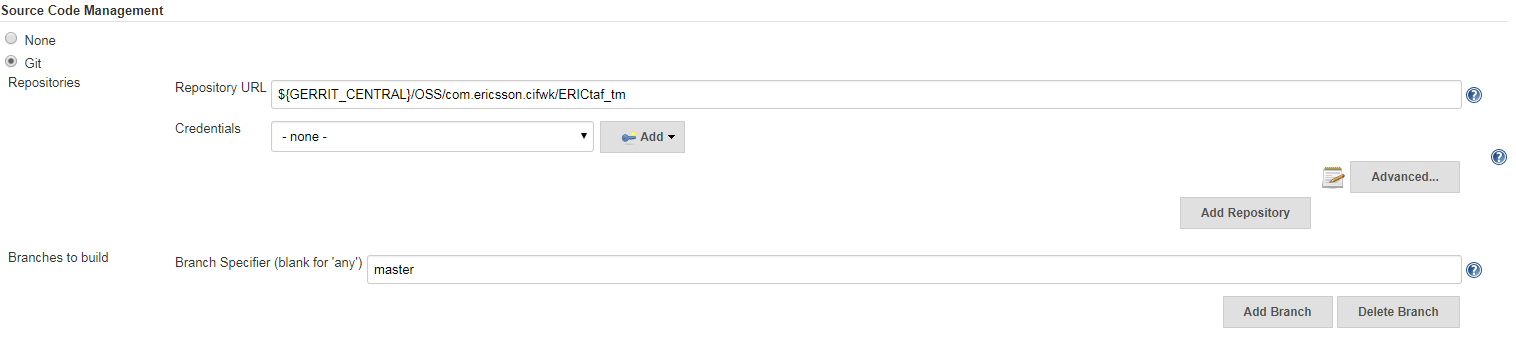 Source Code Management
None
Git
Repositories
Repository URL ${GERRIT_CENTRAL}/OSS/com.ericsson.cifwk/ERICtaf_tm
Credentials - none - Add
Advanced...
Add Repository
Branches to build
Branch Specifier (blank for 'any') master
Add Branch Delete Branch